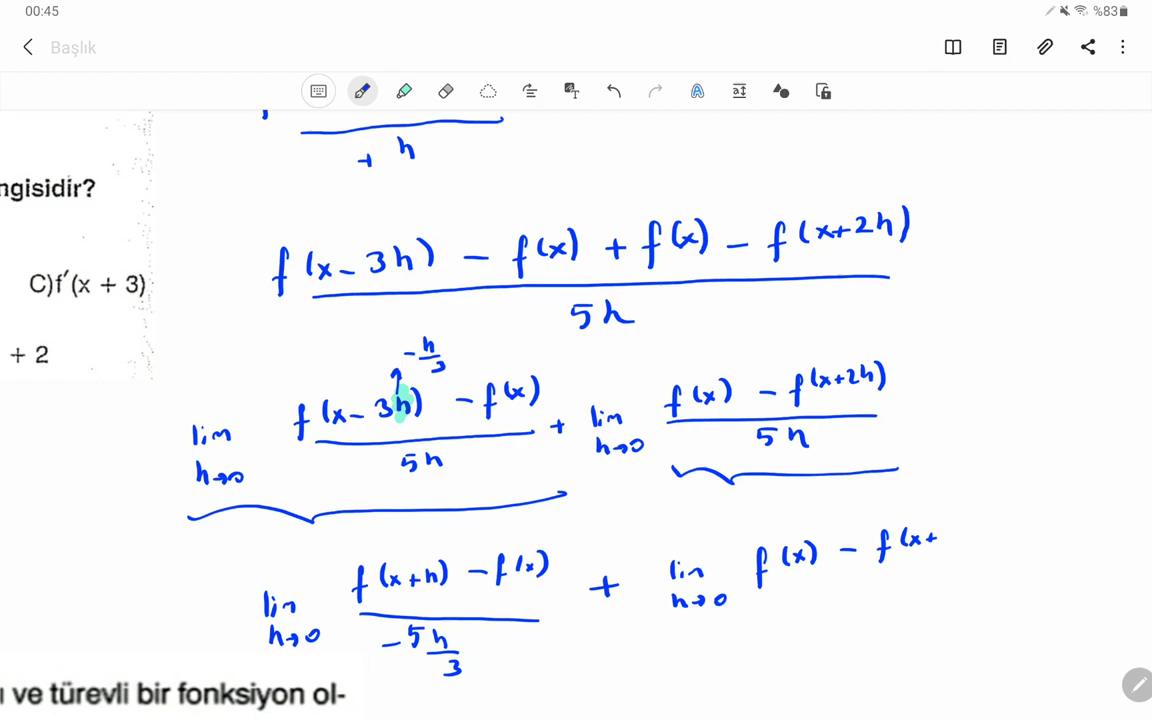 00:45
%83
Başlık
+ h
ngisidir?
f(x-3h) - f(x) + f(x) - f(x+2h)
C)f'(x + 3)
5h
+ 2
-h/3
f(x-3h) - f(x) + lim f(x) - f(x+2h)
lim h→0
5h
h→0
5h
lim f(x+h) - f(x) + lim f(x) - f(x+
h→0
-5h/3
h→0
ı ve türevli bir fonksiyon ol-